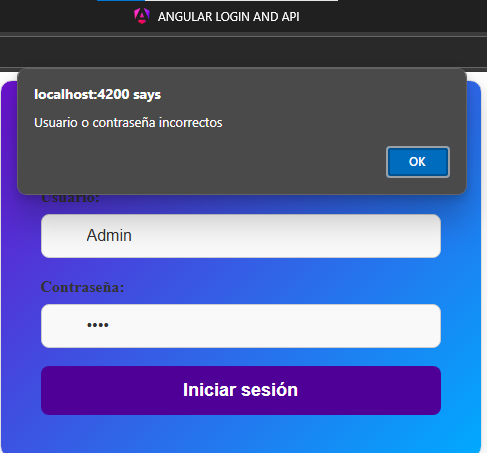 ANGULAR LOGIN AND API
localhost:4200 says
Usuario o contraseña incorrectos
OK
Usuario:
Admin
Contraseña:
••••
Iniciar sesión